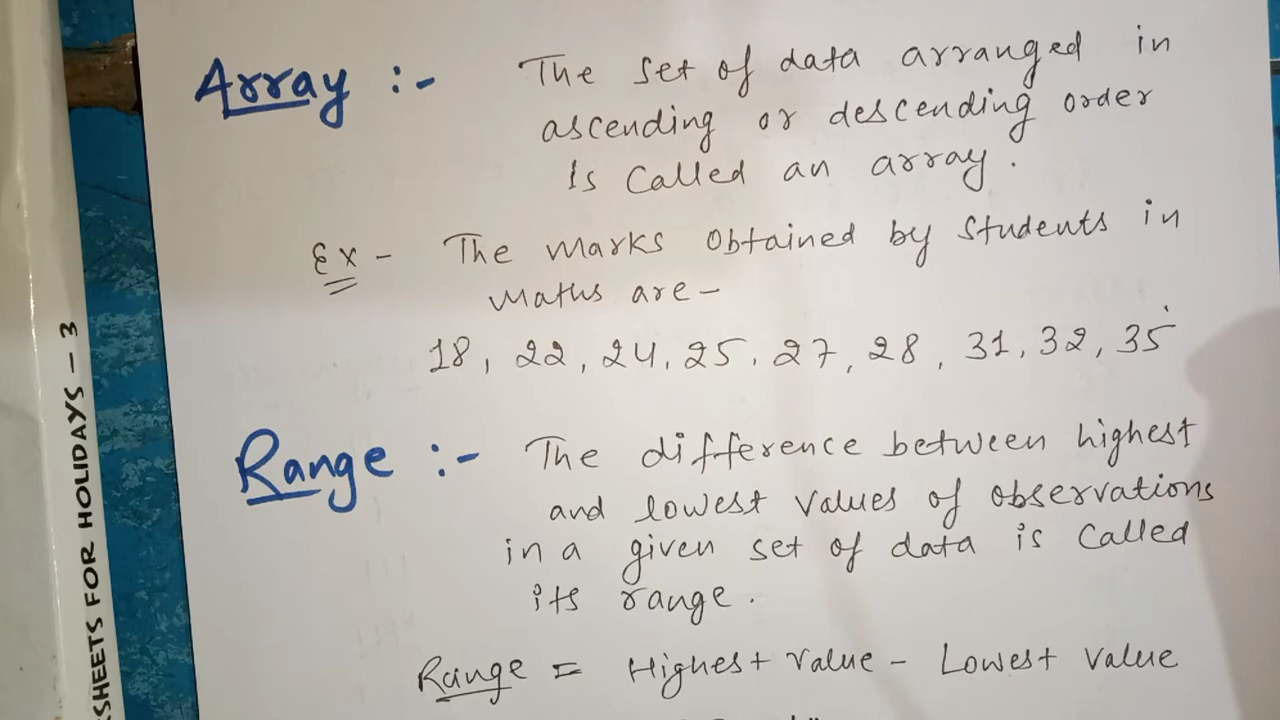 Array :- The set of data arranged in
ascending or descending order
is called an array.
Ex - The marks obtained by students in
Maths are -
18, 22, 24, 25, 27, 28, 31, 32, 35
Range :- The difference between highest
and lowest values of observations
in a given set of data is called
its range.
Range = Highest value - Lowest value
SHEETS FOR HOLIDAYS - 3